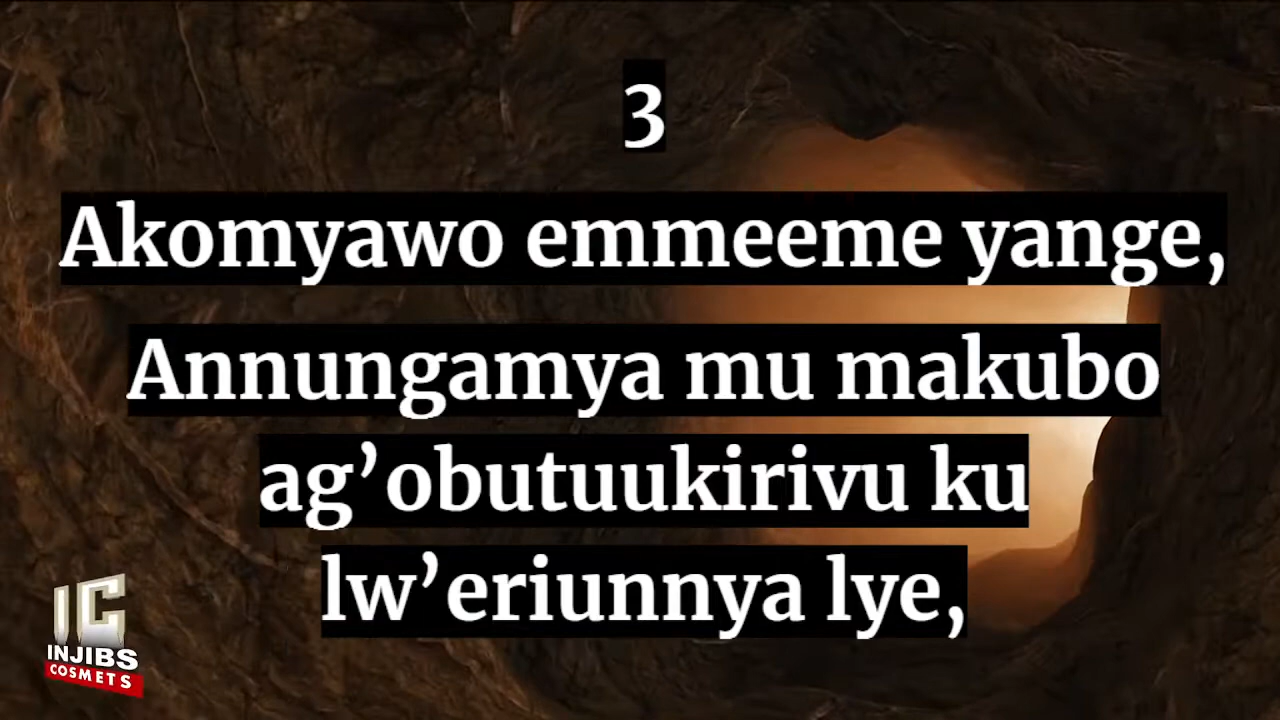 3
Akomyawo emmeeme yange,
Annungamya mu makubo
ag’obutuukirivu ku
lw’eriunnya lye,
IC
INJIBS
COSMETS